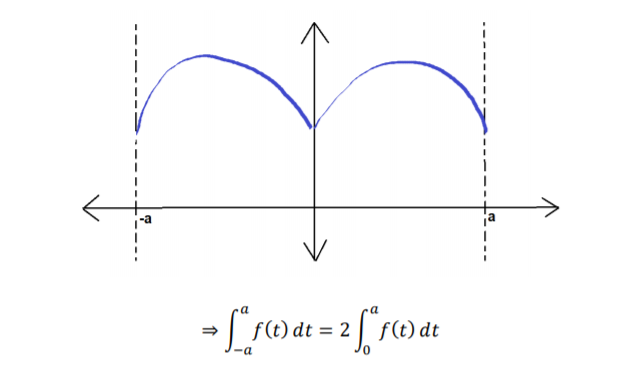 -a a
⇒ ∫_{-a}^{a} f(t) dt = 2 ∫_{0}^{a} f(t) dt